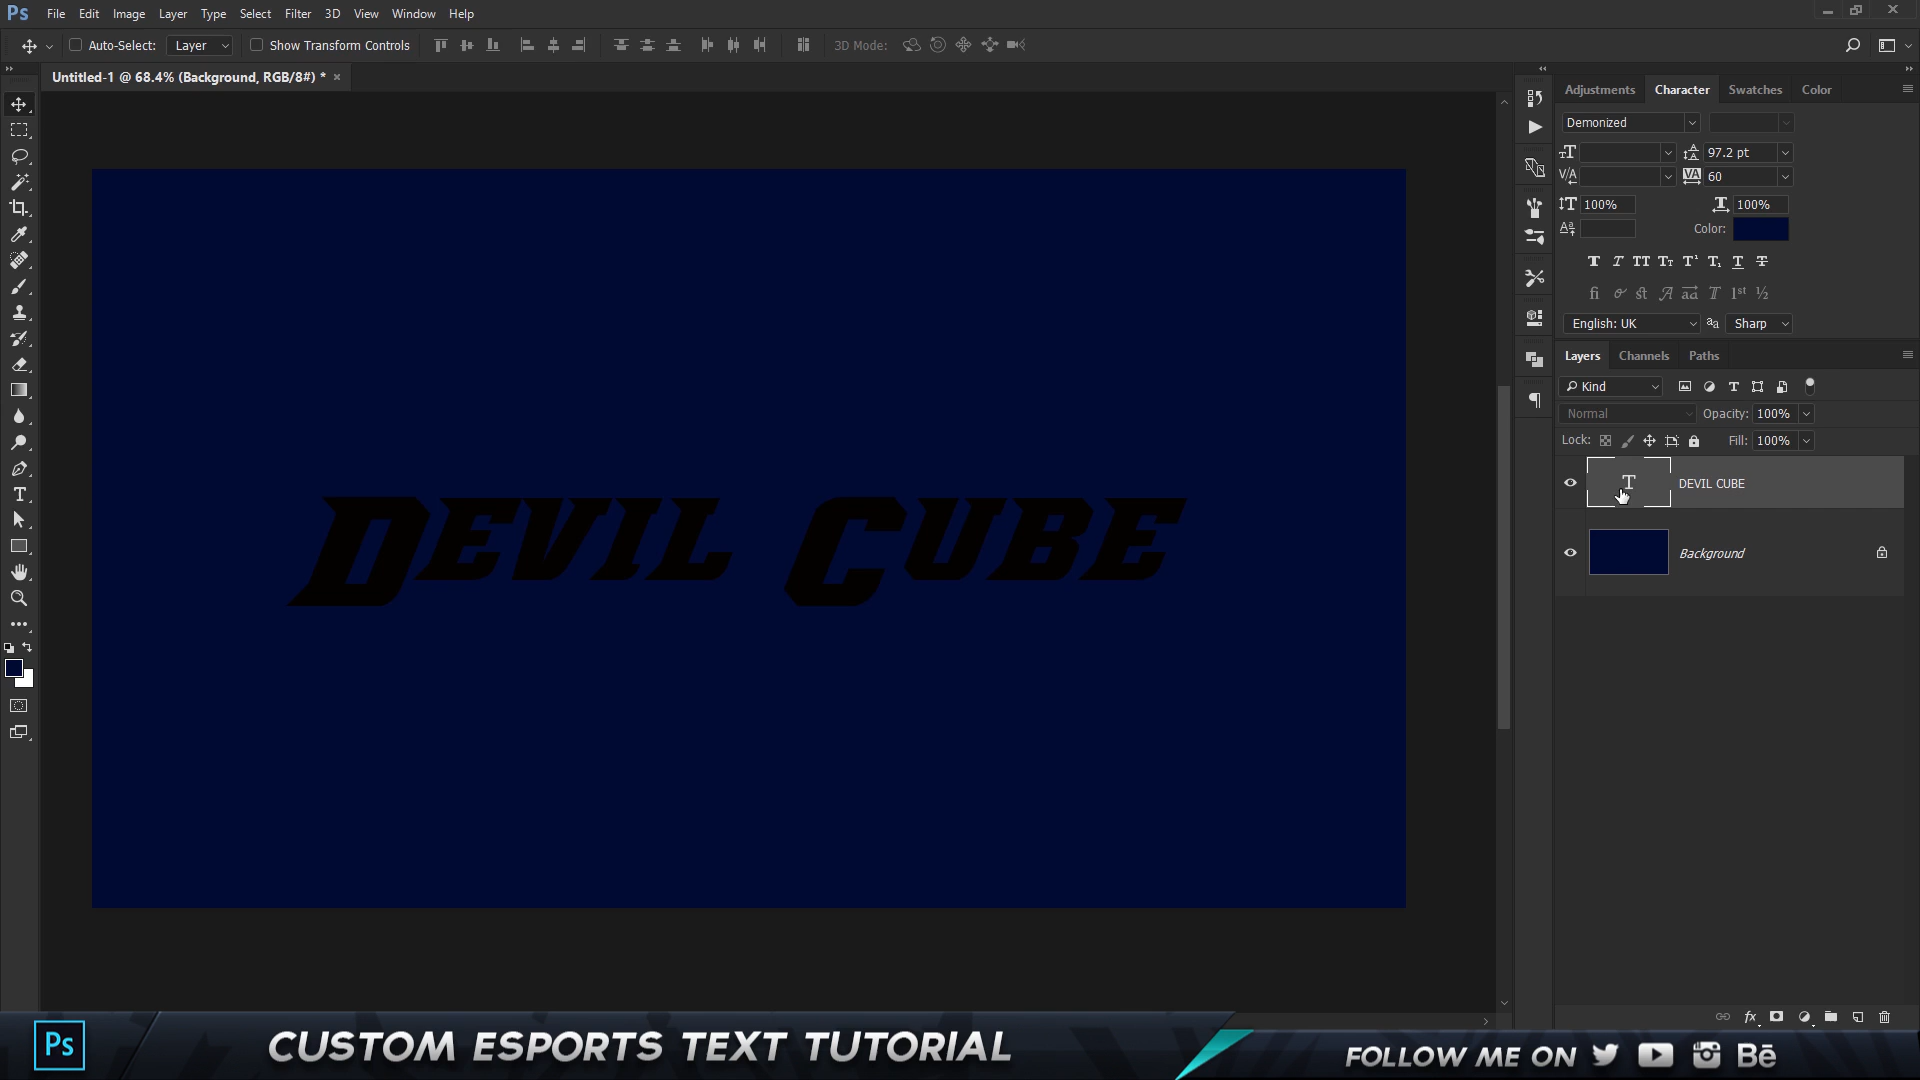 Ps File Edit Image Layer Type Select Filter 3D View Window Help
Auto-Select: Layer Show Transform Controls 3D Mode:
Untitled-1 @ 68.4% (Background, RGB/8#) * ×
Adjustments Character Swatches Color
Demonized
97.2 pt
60
100% 100%
Color:
English: UK Sharp
Layers Channels Paths
Kind
Normal Opacity: 100%
Lock: Fill: 100%
DEVIL CUBE
Background
DEVIL CUBE
Ps CUSTOM ESPORTS TEXT TUTORIAL
FOLLOW ME ON Bē